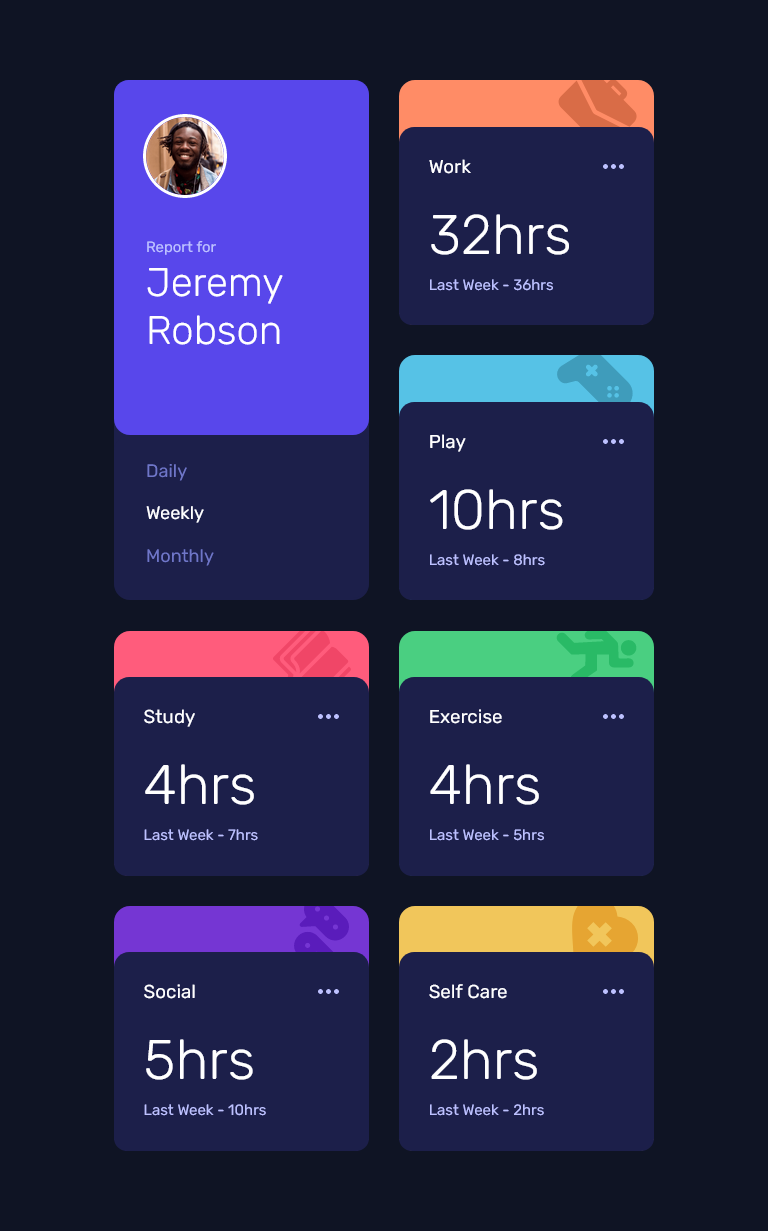 Report for
Jeremy
Robson
Daily
Weekly
Monthly
Work
32hrs
Last Week - 36hrs
Play
10hrs
Last Week - 8hrs
Study
4hrs
Last Week - 7hrs
Exercise
4hrs
Last Week - 5hrs
Social
5hrs
Last Week - 10hrs
Self Care
2hrs
Last Week - 2hrs